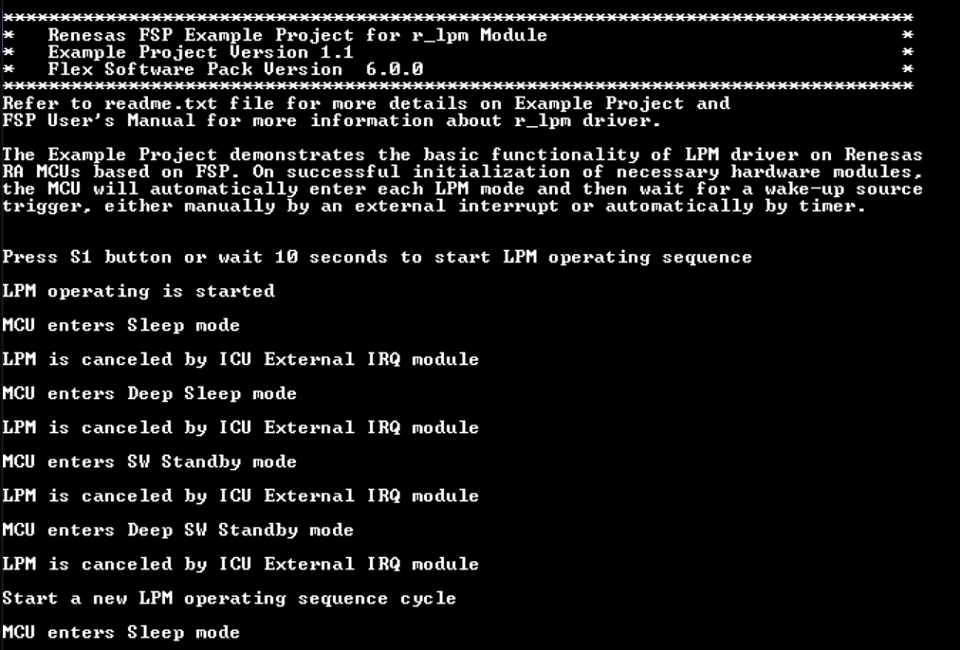 ********************************************************************************
*   Renesas FSP Example Project for r_lpm Module                               *
*   Example Project Version 1.1                                                *
*   Flex Software Pack Version  6.0.0                                          *
********************************************************************************
Refer to readme.txt file for more details on Example Project and
FSP User's Manual for more information about r_lpm driver.
The Example Project demonstrates the basic functionality of LPM driver on Renesas
RA MCUs based on FSP. On successful initialization of necessary hardware modules,
the MCU will automatically enter each LPM mode and then wait for a wake-up source
trigger, either manually by an external interrupt or automatically by timer.
Press S1 button or wait 10 seconds to start LPM operating sequence
LPM operating is started
MCU enters Sleep mode
LPM is canceled by ICU External IRQ module
MCU enters Deep Sleep mode
LPM is canceled by ICU External IRQ module
MCU enters SW Standby mode
LPM is canceled by ICU External IRQ module
MCU enters Deep SW Standby mode
LPM is canceled by ICU External IRQ module
Start a new LPM operating sequence cycle
MCU enters Sleep mode